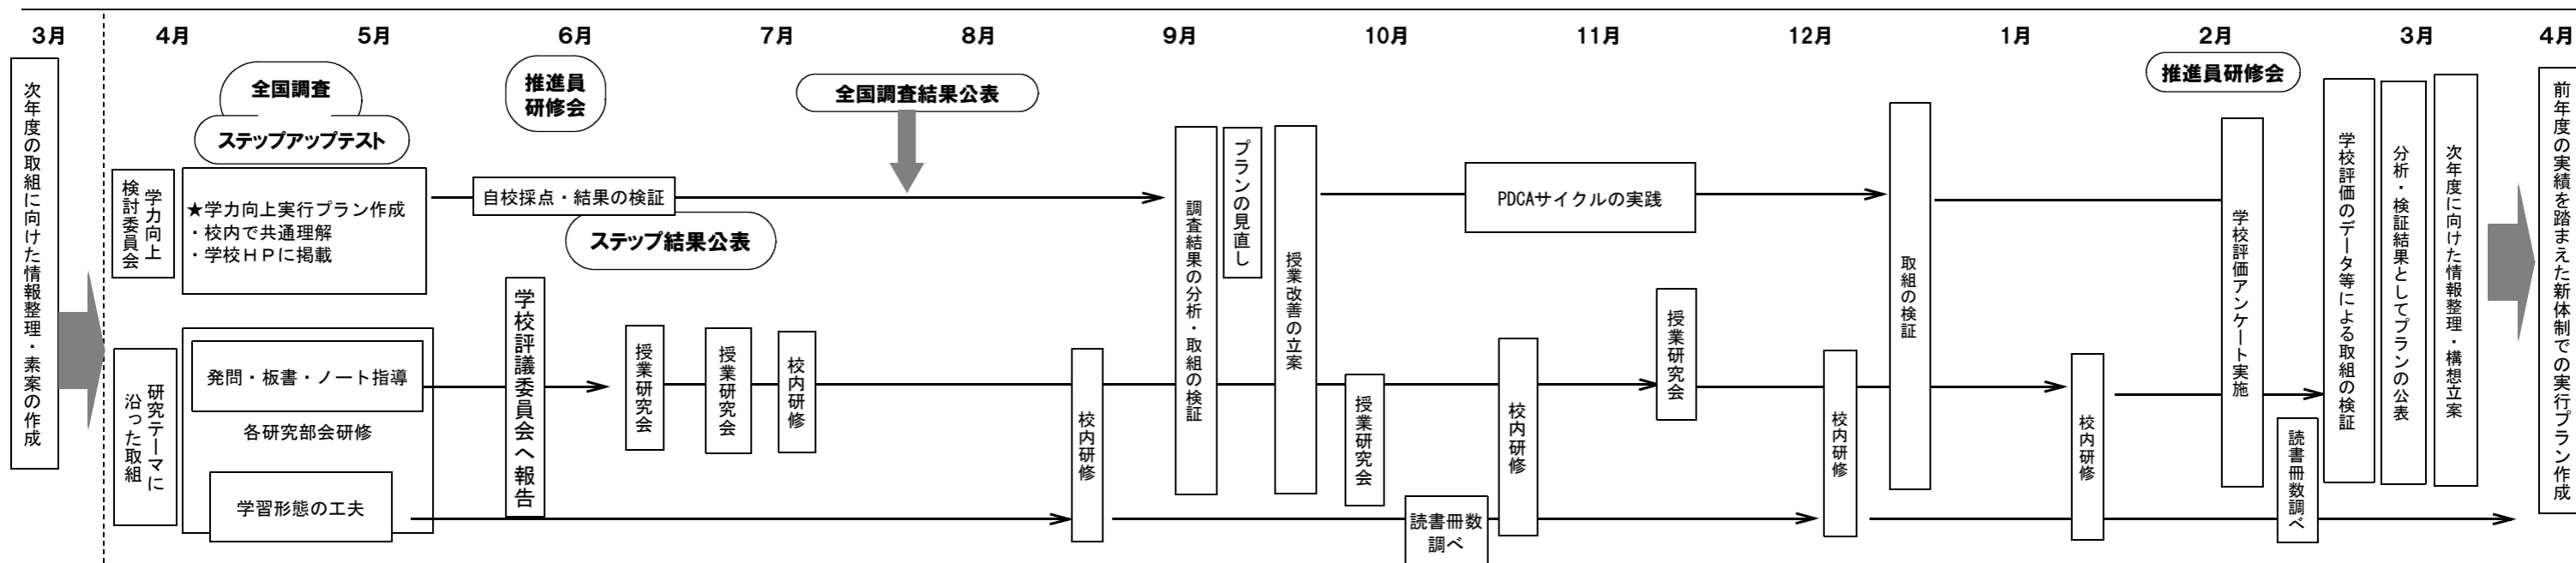 3月
4月
5月
6月
7月
8月
9月
10月
11月
12月
1月
2月
3月
4月
次年度の取組に向けた情報整理・素案の作成
学力向上
検討委員会
研究テーマに
沿った取組
全国調査
ステップアップテスト
★学力向上実行プラン作成
・校内で共通理解
・学校HPに掲載
発問・板書・ノート指導
各研究部会研修
学習形態の工夫
推進員
研修会
自校採点・結果の検証
ステップ結果公表
学校評議委員会へ報告
授業研究会
授業研究会
校内研修
全国調査結果公表
校内研修
調査結果の分析・取組の検証
プランの見直し
授業改善の立案
授業研究会
読書冊数
調べ
PDCAサイクルの実践
校内研修
授業研究会
校内研修
取組の検証
校内研修
推進員研修会
学校評価アンケート実施
読書冊数調べ
学校評価のデータ等による取組の検証
分析・検証結果としてプランの公表
次年度に向けた情報整理・構想立案
前年度の実績を踏まえた新体制での実行プラン作成